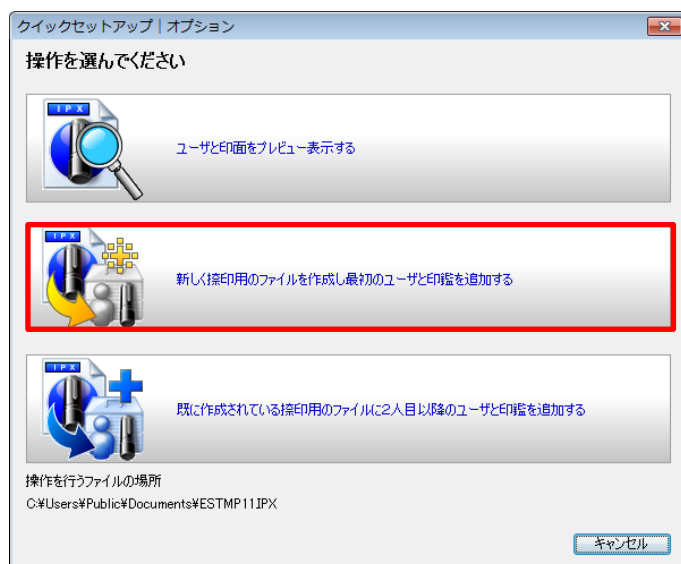 クイックセットアップ | オプション
操作を選んでください
IPX
ユーザと印面をプレビュー表示する
IPX
新しく捺印用のファイルを作成し最初のユーザと印鑑を追加する
IPX
既に作成されている捺印用のファイルに2人目以降のユーザと印鑑を追加する
操作を行うファイルの場所
C:¥Users¥Public¥Documents¥ESTMP11.IPX
キャンセル